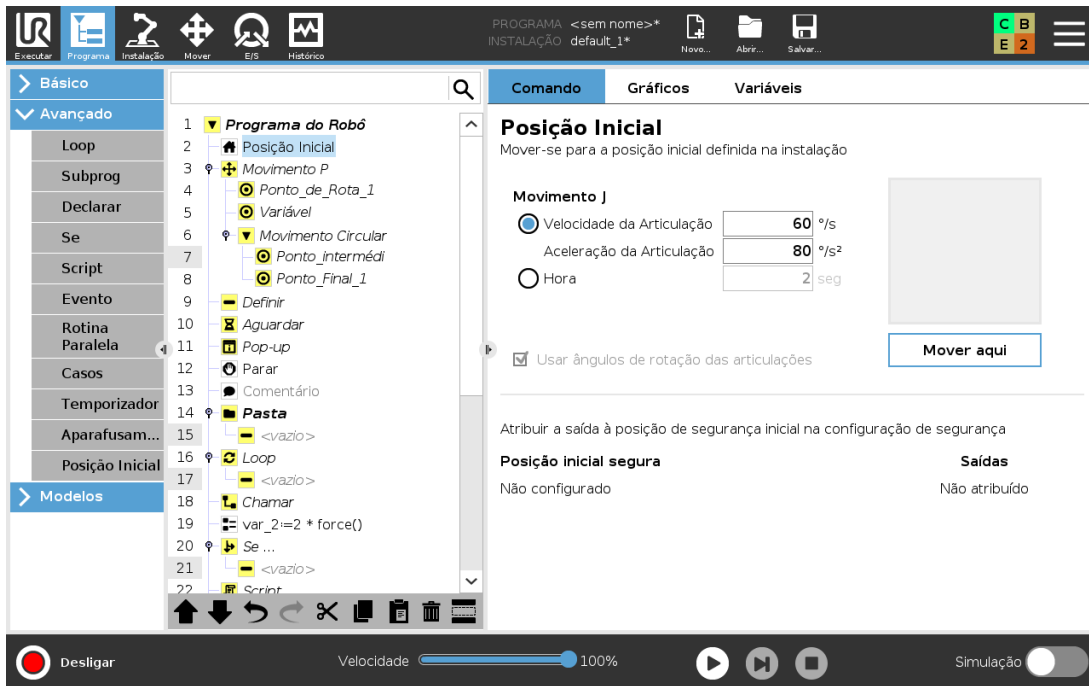 PROGRAMA <sem nome>*
INSTALAÇÃO default_1*
Executar
Programa
Instalação
Mover
E/S
Histórico
Novo...
Abrir...
Salvar...
C B
E 2
Básico
Avançado
Loop
Subprog
Declarar
Se
Script
Evento
Rotina
Paralela
Casos
Temporizador
Aparafusam...
Posição Inicial
Modelos
1 Programa do Robô
2 Posição Inicial
3 Movimento P
4 Ponto_de_Rota_1
5 Variável
6 Movimento Circular
7 Ponto_intermédi
8 Ponto_Final_1
9 Definir
10 Aguardar
11 Pop-up
12 Parar
13 Comentário
14 Pasta
15 <vazio>
16 Loop
17 <vazio>
18 Chamar
19 var_2:=2 * force()
20 Se ...
21 <vazio>
22 Script
Comando Gráficos Variáveis
Posição Inicial
Mover-se para a posição inicial definida na instalação
Movimento J
Velocidade da Articulação 60 °/s
Aceleração da Articulação 80 °/s²
Hora 2 seg
Usar ângulos de rotação das articulações
Mover aqui
Atribuir a saída à posição de segurança inicial na configuração de segurança
Posição inicial segura Saídas
Não configurado Não atribuído
Desligar
Velocidade 100%
Simulação